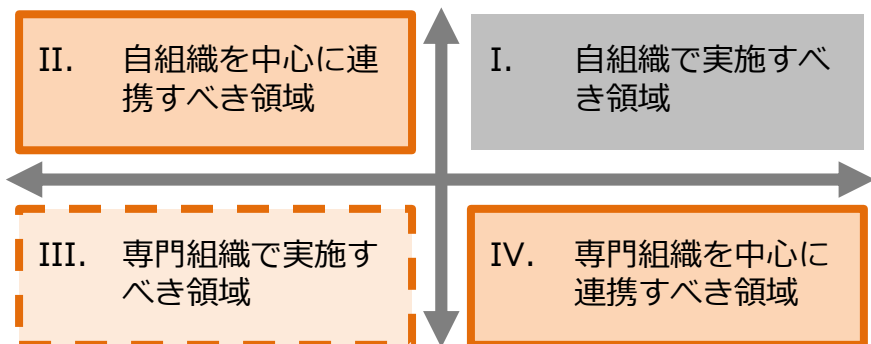 II. 自組織を中心に連
携すべき領域
I. 自組織で実施すべ
き領域
III. 専門組織で実施す
べき領域
IV. 専門組織を中心に
連携すべき領域